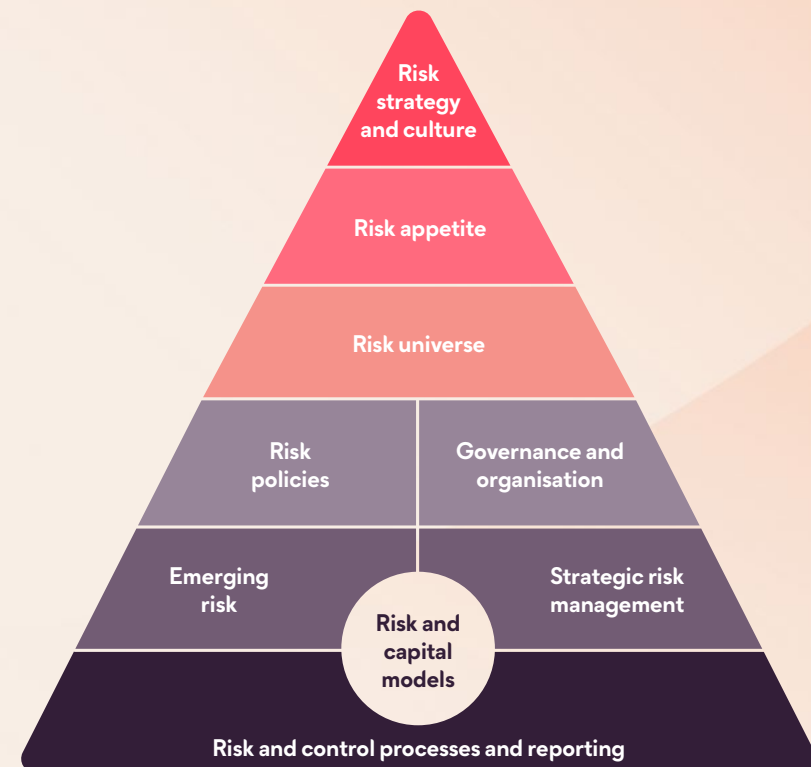 Risk
strategy
and culture
Risk appetite
Risk universe
Risk
policies
Governance and
organisation
Emerging
risk
Strategic risk
management
Risk and
capital
models
Risk and control processes and reporting